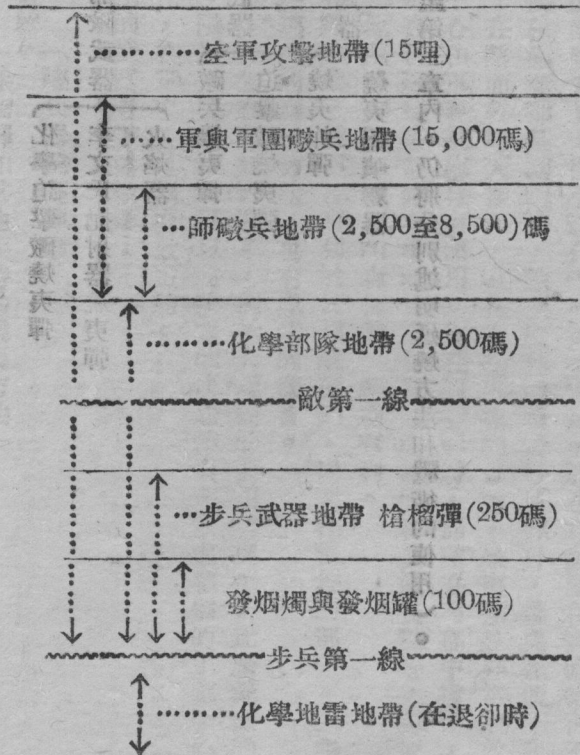 空軍攻擊地帶(15哩)
軍與軍團礮兵地帶(15,000碼)
師礮兵地帶(2,500至8,500)碼
化學部隊地帶(2,500碼)
敵第一線
步兵武器地帶 槍榴彈(250碼)
發烟燭與發烟罐(100碼)
步兵第一線
化學地雷地帶(在退卻時)